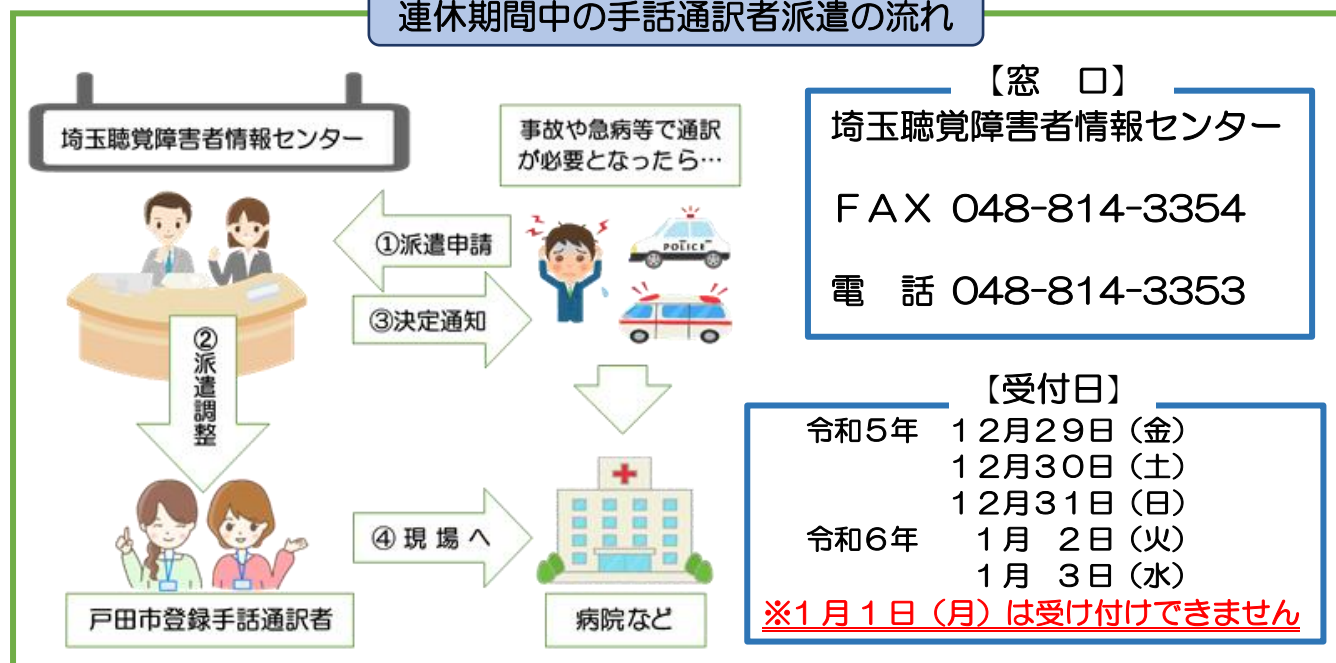 連休期間中の手話通訳者派遣の流れ
埼玉聴覚障害者情報センター
事故や急病等で通訳
が必要となったら…
①派遣申請
POLICE
③決定通知
②派遣調整
④現場へ
戸田市登録手話通訳者
病院など
【窓　口】
埼玉聴覚障害者情報センター
ＦＡＸ 048-814-3354
電　話 048-814-3353
【受付日】
令和５年　１２月２９日（金）
１２月３０日（土）
１２月３１日（日）
令和６年　１月　２日（火）
１月　３日（水）
※１月１日（月）は受け付けできません